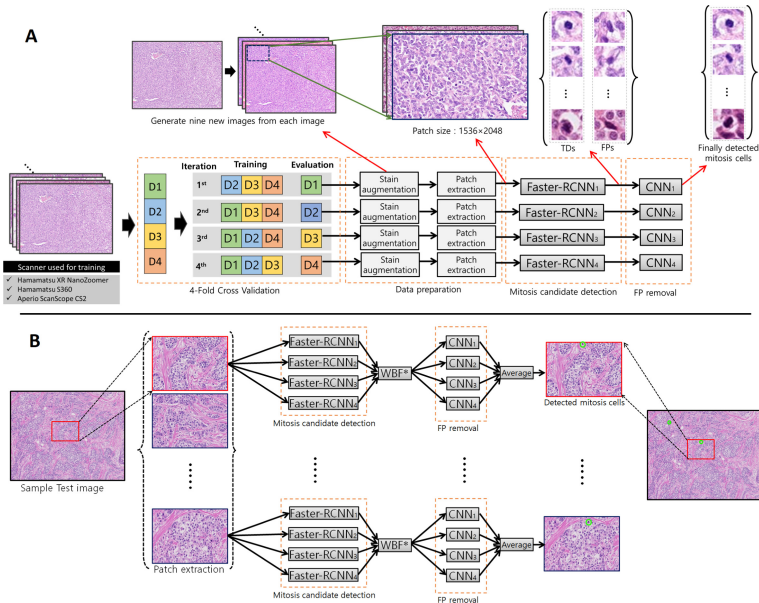 A
Generate nine new images from each image
Patch size : 1536×2048
TDs
FPs
Finally detected
mitosis cells
Iteration
Training
Evaluation
D1
D2
D3
D4
1st
D2 D3 D4
D1
2nd
D1 D3 D4
D2
3rd
D1 D2 D4
D3
4th
D1 D2 D3
D4
4-Fold Cross Validation
Stain
augmentation
Patch
extraction
Stain
augmentation
Patch
extraction
Stain
augmentation
Patch
extraction
Stain
augmentation
Patch
extraction
Data preparation
Faster-RCNN1
Faster-RCNN2
Faster-RCNN3
Faster-RCNN4
Mitosis candidate detection
CNN1
CNN2
CNN3
CNN4
FP removal
Scanner used for training
✓ Hamamatsu XR NanoZoomer
✓ Hamamatsu S360
✓ Aperio ScanScope CS2
B
Sample Test image
Patch extraction
Faster-RCNN1
Faster-RCNN2
Faster-RCNN3
Faster-RCNN4
Mitosis candidate detection
WBF*
CNN1
CNN2
CNN3
CNN4
FP removal
Average
Detected mitosis cells
Faster-RCNN1
Faster-RCNN2
Faster-RCNN3
Faster-RCNN4
Mitosis candidate detection
WBF*
CNN1
CNN2
CNN3
CNN4
FP removal
Average